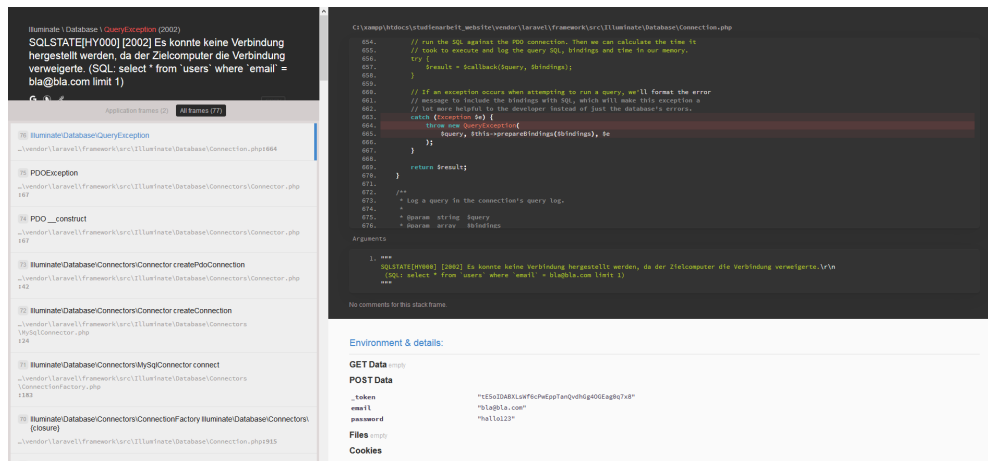 Illuminate \ Database \ QueryException (2002)
SQLSTATE[HY000] [2002] Es konnte keine Verbindung
hergestellt werden, da der Zielcomputer die Verbindung
verweigerte. (SQL: select * from `users` where `email` =
bla@bla.com limit 1)
Application frames (2) All frames (77)
76 Illuminate\Database\QueryException
…\vendor\laravel\framework\src\Illuminate\Database\Connection.php:664
75 PDOException
…\vendor\laravel\framework\src\Illuminate\Database\Connectors\Connector.php
:67
74 PDO __construct
…\vendor\laravel\framework\src\Illuminate\Database\Connectors\Connector.php
:67
73 Illuminate\Database\Connectors\Connector createPdoConnection
…\vendor\laravel\framework\src\Illuminate\Database\Connectors\Connector.php
:42
72 Illuminate\Database\Connectors\Connector createConnection
…\vendor\laravel\framework\src\Illuminate\Database\Connectors
\MySqlConnector.php
:24
71 Illuminate\Database\Connectors\MySqlConnector connect
…\vendor\laravel\framework\src\Illuminate\Database\Connectors
\ConnectionFactory.php
:183
70 Illuminate\Database\Connectors\ConnectionFactory Illuminate\Database\Connectors\
{closure}
…\vendor\laravel\framework\src\Illuminate\Database\Connection.php:915
C:\xampp\htdocs\studienarbeit_website\vendor\laravel\framework\src\Illuminate\Database\Connection.php
654. // run the SQL against the PDO connection. Then we can calculate the time it
655. // took to execute and log the query SQL, bindings and time in our memory.
656. try {
657. $result = $callback($query, $bindings);
658. }
659.
660. // If an exception occurs when attempting to run a query, we'll format the error
661. // message to include the bindings with SQL, which will make this exception a
662. // lot more helpful to the developer instead of just the database's errors.
663. catch (Exception $e) {
664. throw new QueryException(
665. $query, $this->prepareBindings($bindings), $e
666. );
667. }
668.
669. return $result;
670. }
671.
672. /**
673. * Log a query in the connection's query log.
674. *
675. * @param string $query
676. * @param array $bindings
Arguments
1. """
SQLSTATE[HY000] [2002] Es konnte keine Verbindung hergestellt werden, da der Zielcomputer die Verbindung verweigerte.\r\n
(SQL: select * from `users` where `email` = bla@bla.com limit 1)
"""
No comments for this stack frame.
Environment & details:
GET Data empty
POST Data
_token
email "bla@bla.com"
password "hallo123"
Files empty
Cookies